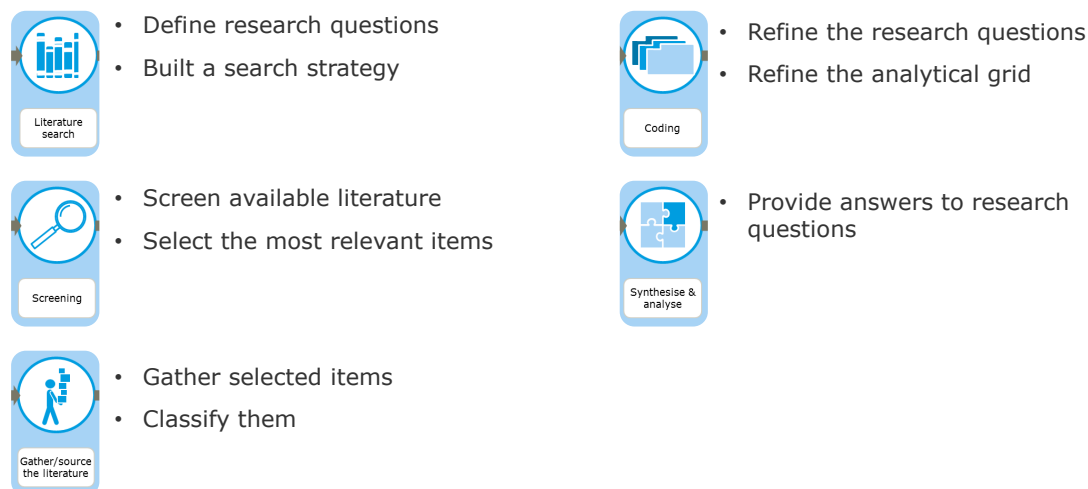 • Define research questions
• Built a search strategy
Literature
search
• Screen available literature
• Select the most relevant items
Screening
• Gather selected items
• Classify them
Gather/source
the literature
• Refine the research questions
• Refine the analytical grid
Coding
• Provide answers to research
questions
Synthesise &
analyse